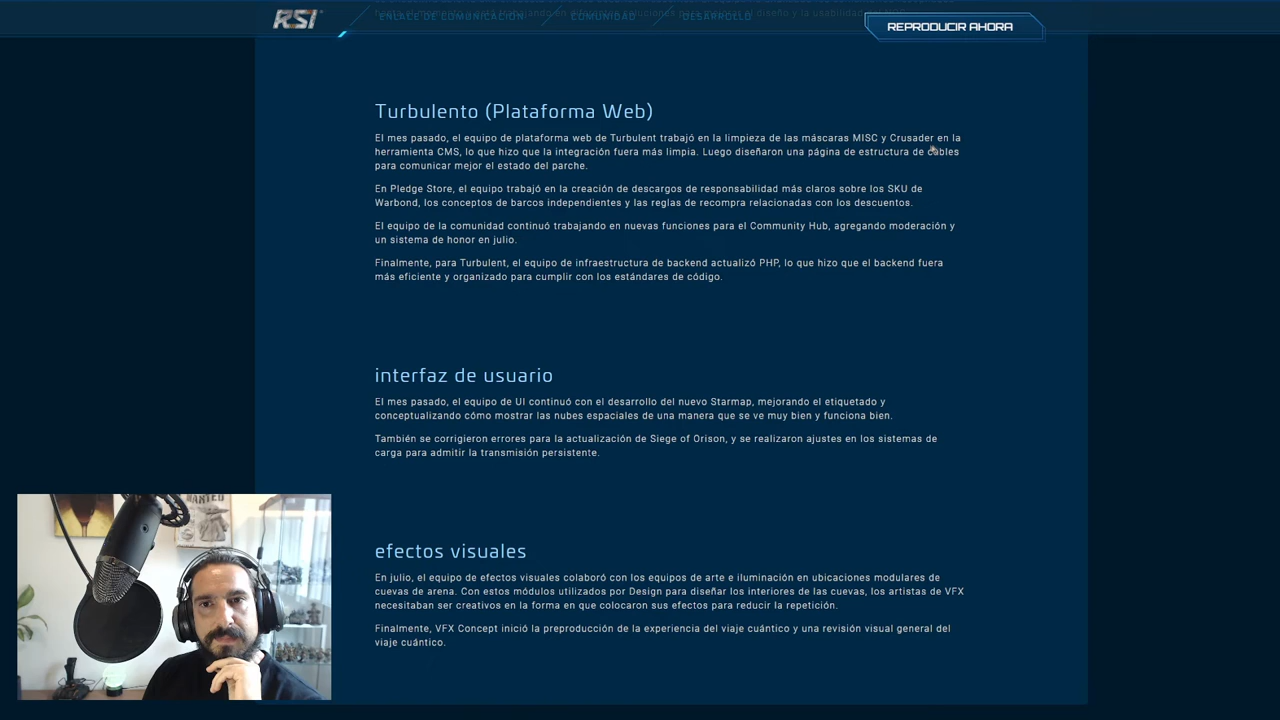 RSI
ENLACE DE COMUNICACIÓN
COMUNIDAD
DESARROLLO
REPRODUCIR AHORA
Turbulento (Plataforma Web)
El mes pasado, el equipo de plataforma web de Turbulent trabajó en la limpieza de las máscaras MISC y Crusader en la
herramienta CMS, lo que hizo que la integración fuera más limpia. Luego diseñaron una página de estructura de cables
para comunicar mejor el estado del parche.
En Pledge Store, el equipo trabajó en la creación de descargos de responsabilidad más claros sobre los SKU de
Warbond, los conceptos de barcos independientes y las reglas de recompra relacionadas con los descuentos.
El equipo de la comunidad continuó trabajando en nuevas funciones para el Community Hub, agregando moderación y
un sistema de honor en julio.
Finalmente, para Turbulent, el equipo de infraestructura de backend actualizó PHP, lo que hizo que el backend fuera
más eficiente y organizado para cumplir con los estándares de código.
interfaz de usuario
El mes pasado, el equipo de UI continuó con el desarrollo del nuevo Starmap, mejorando el etiquetado y
conceptualizando cómo mostrar las nubes espaciales de una manera que se ve muy bien y funciona bien.
También se corrigieron errores para la actualización de Siege of Orison, y se realizaron ajustes en los sistemas de
carga para admitir la transmisión persistente.
WANTED
efectos visuales
En julio, el equipo de efectos visuales colaboró con los equipos de arte e iluminación en ubicaciones modulares de
cuevas de arena. Con estos módulos utilizados por Design para diseñar los interiores de las cuevas, los artistas de VFX
necesitaban ser creativos en la forma en que colocaron sus efectos para reducir la repetición.
Finalmente, VFX Concept inició la preproducción de la experiencia del viaje cuántico y una revisión visual general del
viaje cuántico.